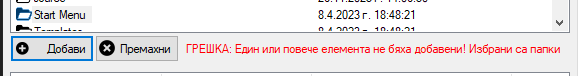 Start Menu 8.4.2023 г. 18:48:21
Templates 8.4.2023 г. 18:48:21
Добави Премахни ГРЕШКА: Един или повече елемента не бяха добавени! Избрани са папки